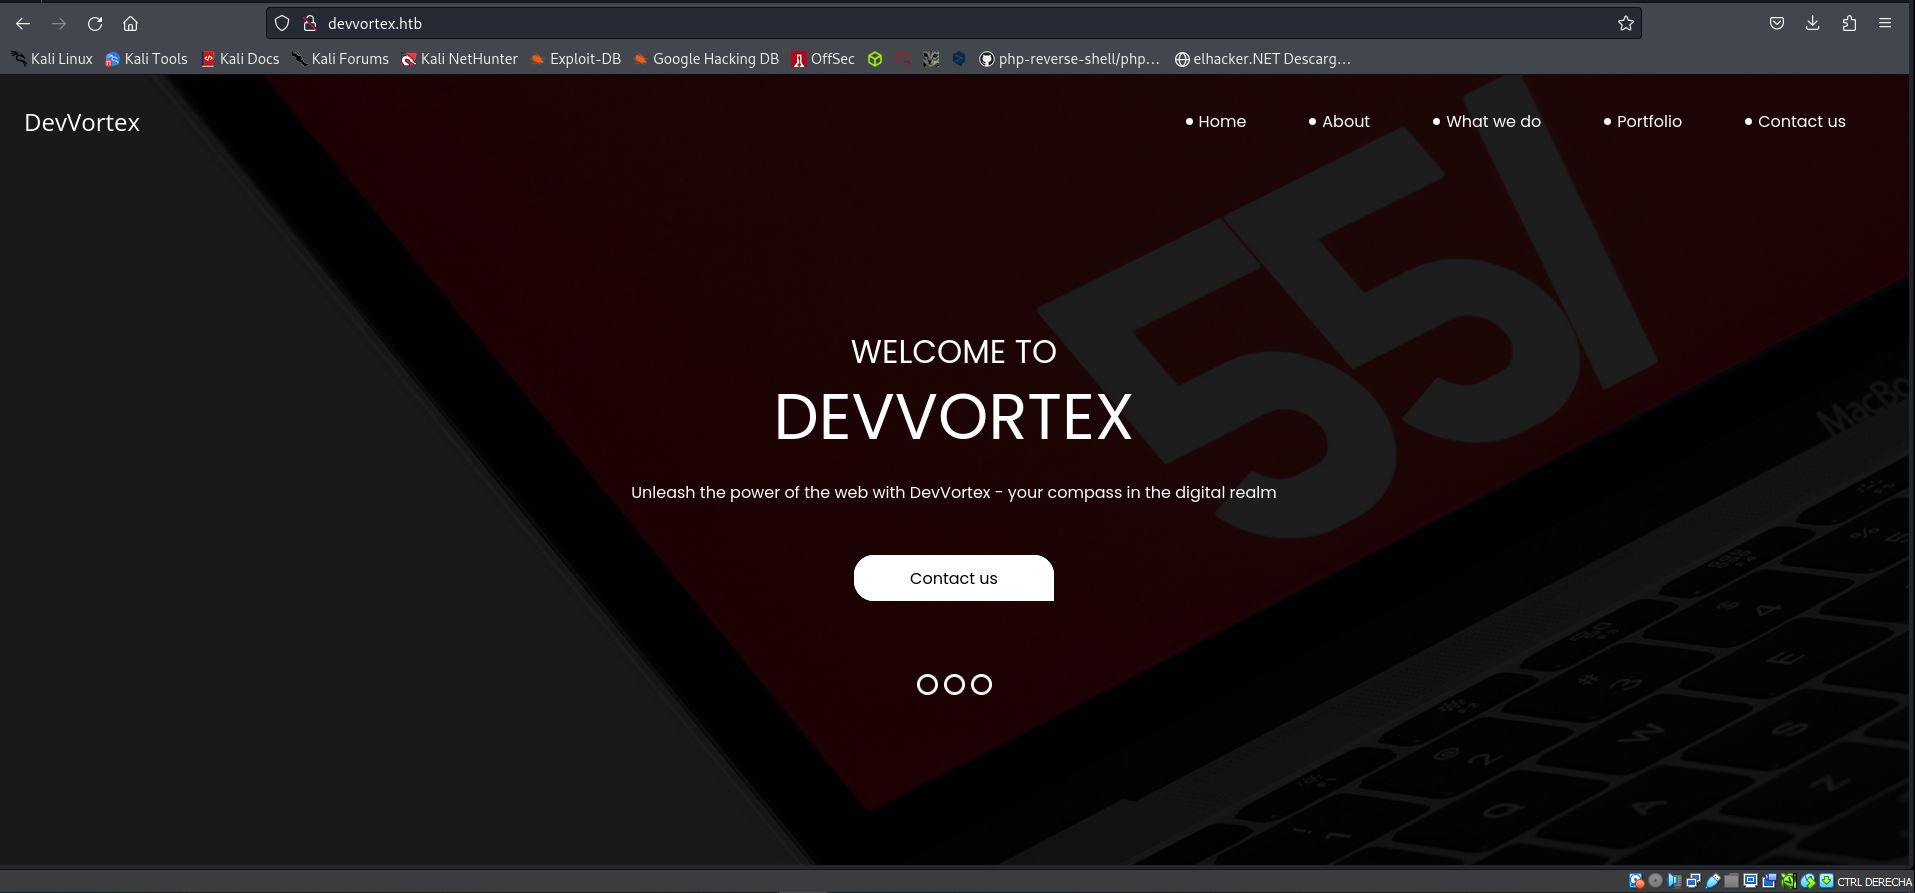 devvortex.htb
Kali Linux Kali Tools Kali Docs Kali Forums Kali NetHunter Exploit-DB Google Hacking DB OffSec php-reverse-shell/php… elhacker.NET Descarg…
DevVortex
Home About What we do Portfolio Contact us
55/
MacBo
WELCOME TO
DEVVORTEX
Unleash the power of the web with DevVortex - your compass in the digital realm
Contact us
CTRL DERECHA